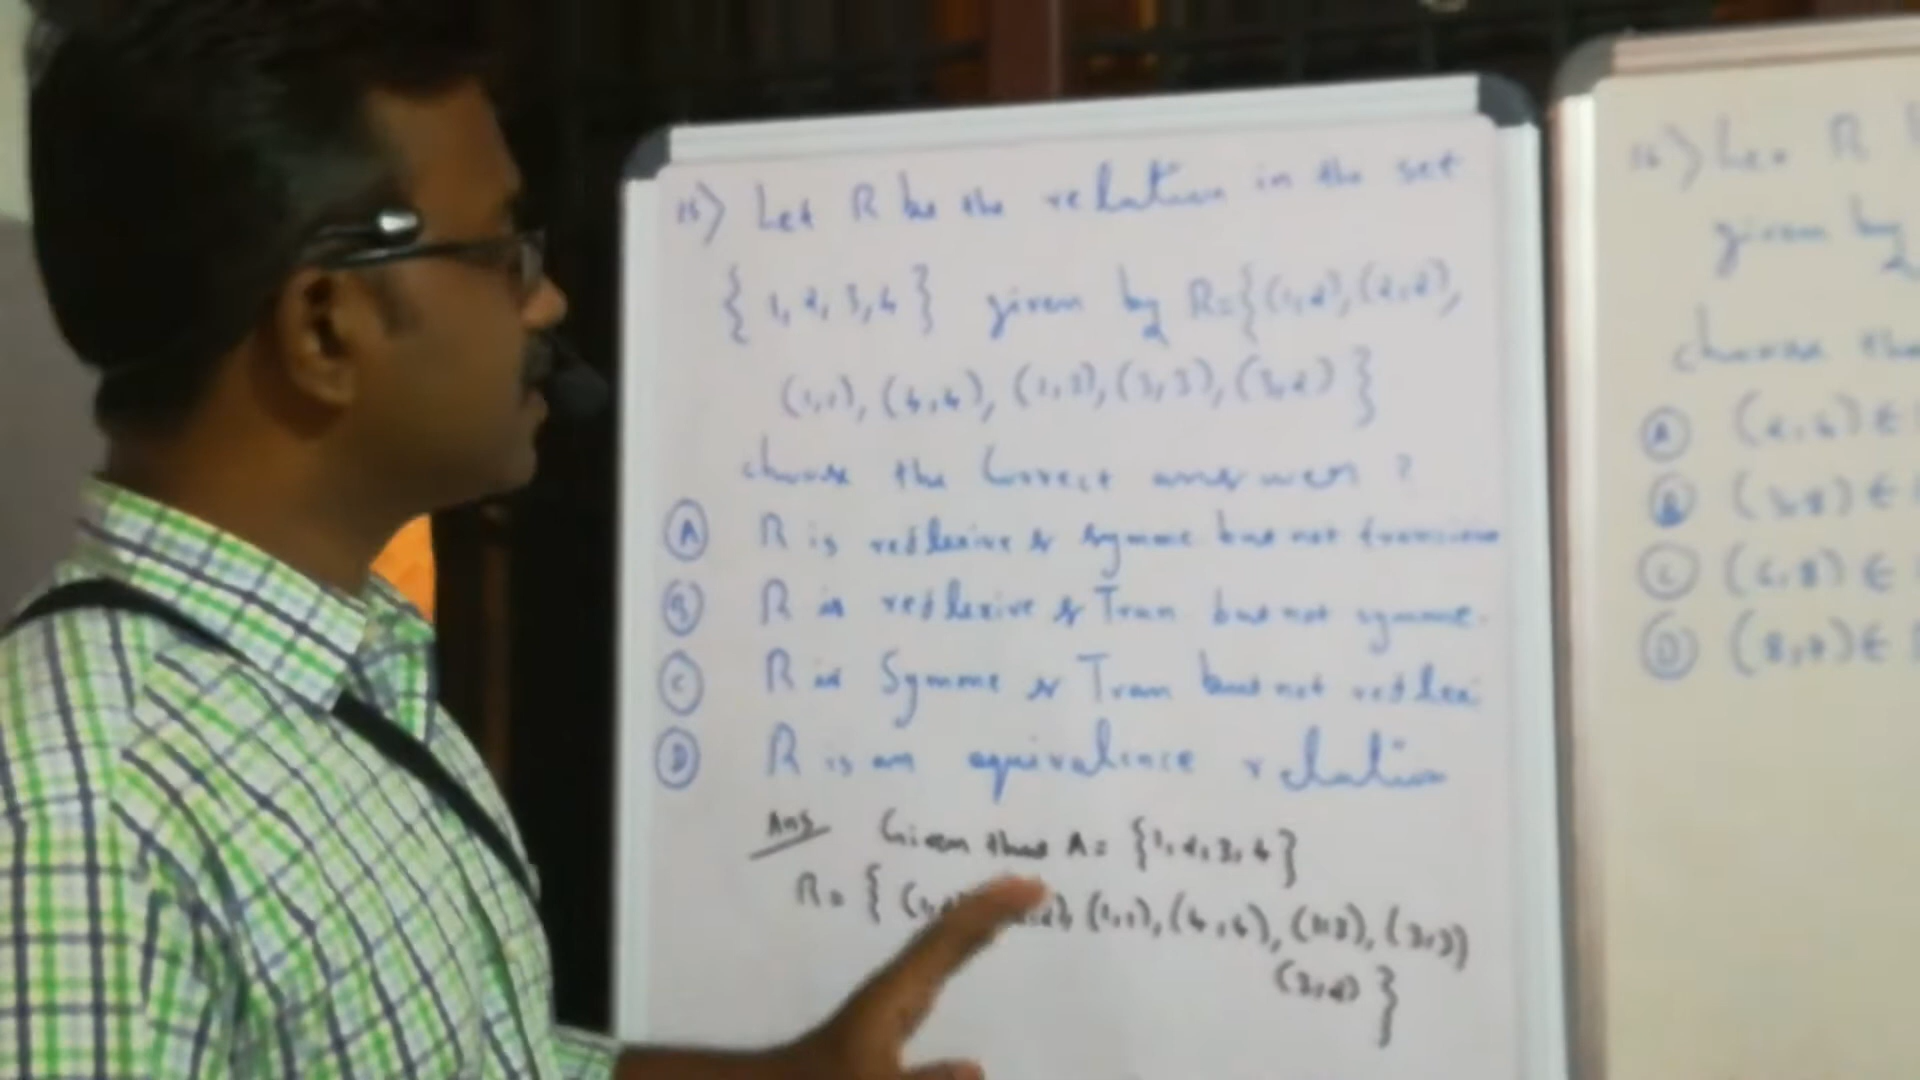 15) Let R be the relation in the set
{ 1, 2, 3, 4 } given by R = { (1,2), (2,2),
(1,1), (4,4), (1,3), (3,3), (3,2) }
choose the correct answer ?
(A) R is reflexive & symme but not
(B) R is reflexive & Tran but not symme.
(C) R is Symme & Tran but not reflexi
(D) R is an equivalence relation
Ans Given that A = {1, 2, 3, 4}
R = { (1,2), (1,1), (4,4), (1,3), (3,3)
(3,2) }
16) Let R
given by
choose the
(A) (2,4) ∈
(B) (3,8) ∈
(C) (6,8) ∈
(D) (8,7) ∈